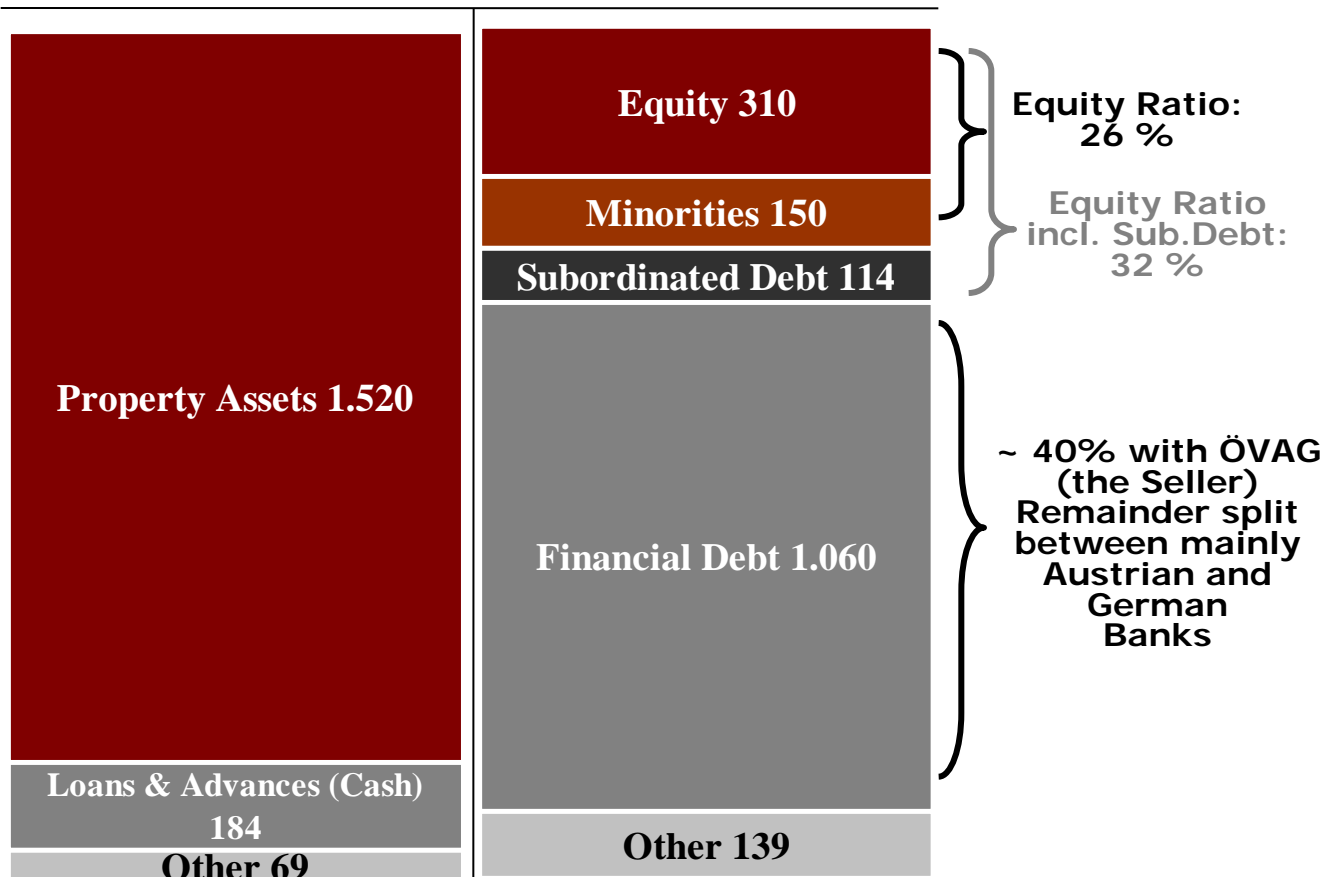 Property Assets 1.520
Loans & Advances (Cash)
184
Other 69
Equity 310
Minorities 150
Subordinated Debt 114
Financial Debt 1.060
Other 139
Equity Ratio:
26 %
Equity Ratio
incl. Sub.Debt:
32 %
~ 40% with ÖVAG
(the Seller)
Remainder split
between mainly
Austrian and
German
Banks